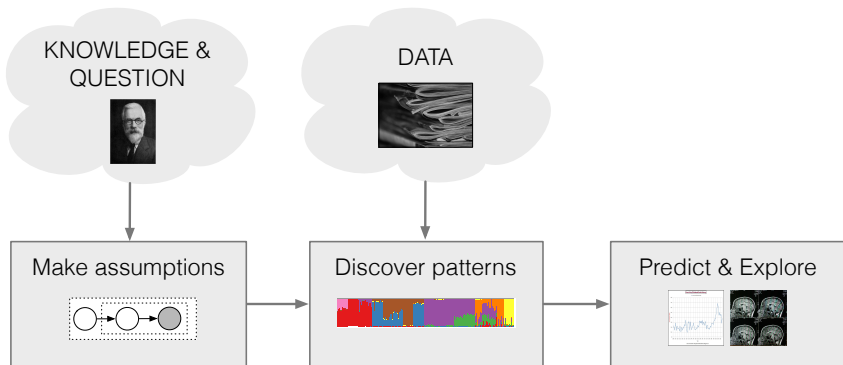 KNOWLEDGE &
QUESTION
DATA
Make assumptions
Discover patterns
Predict & Explore